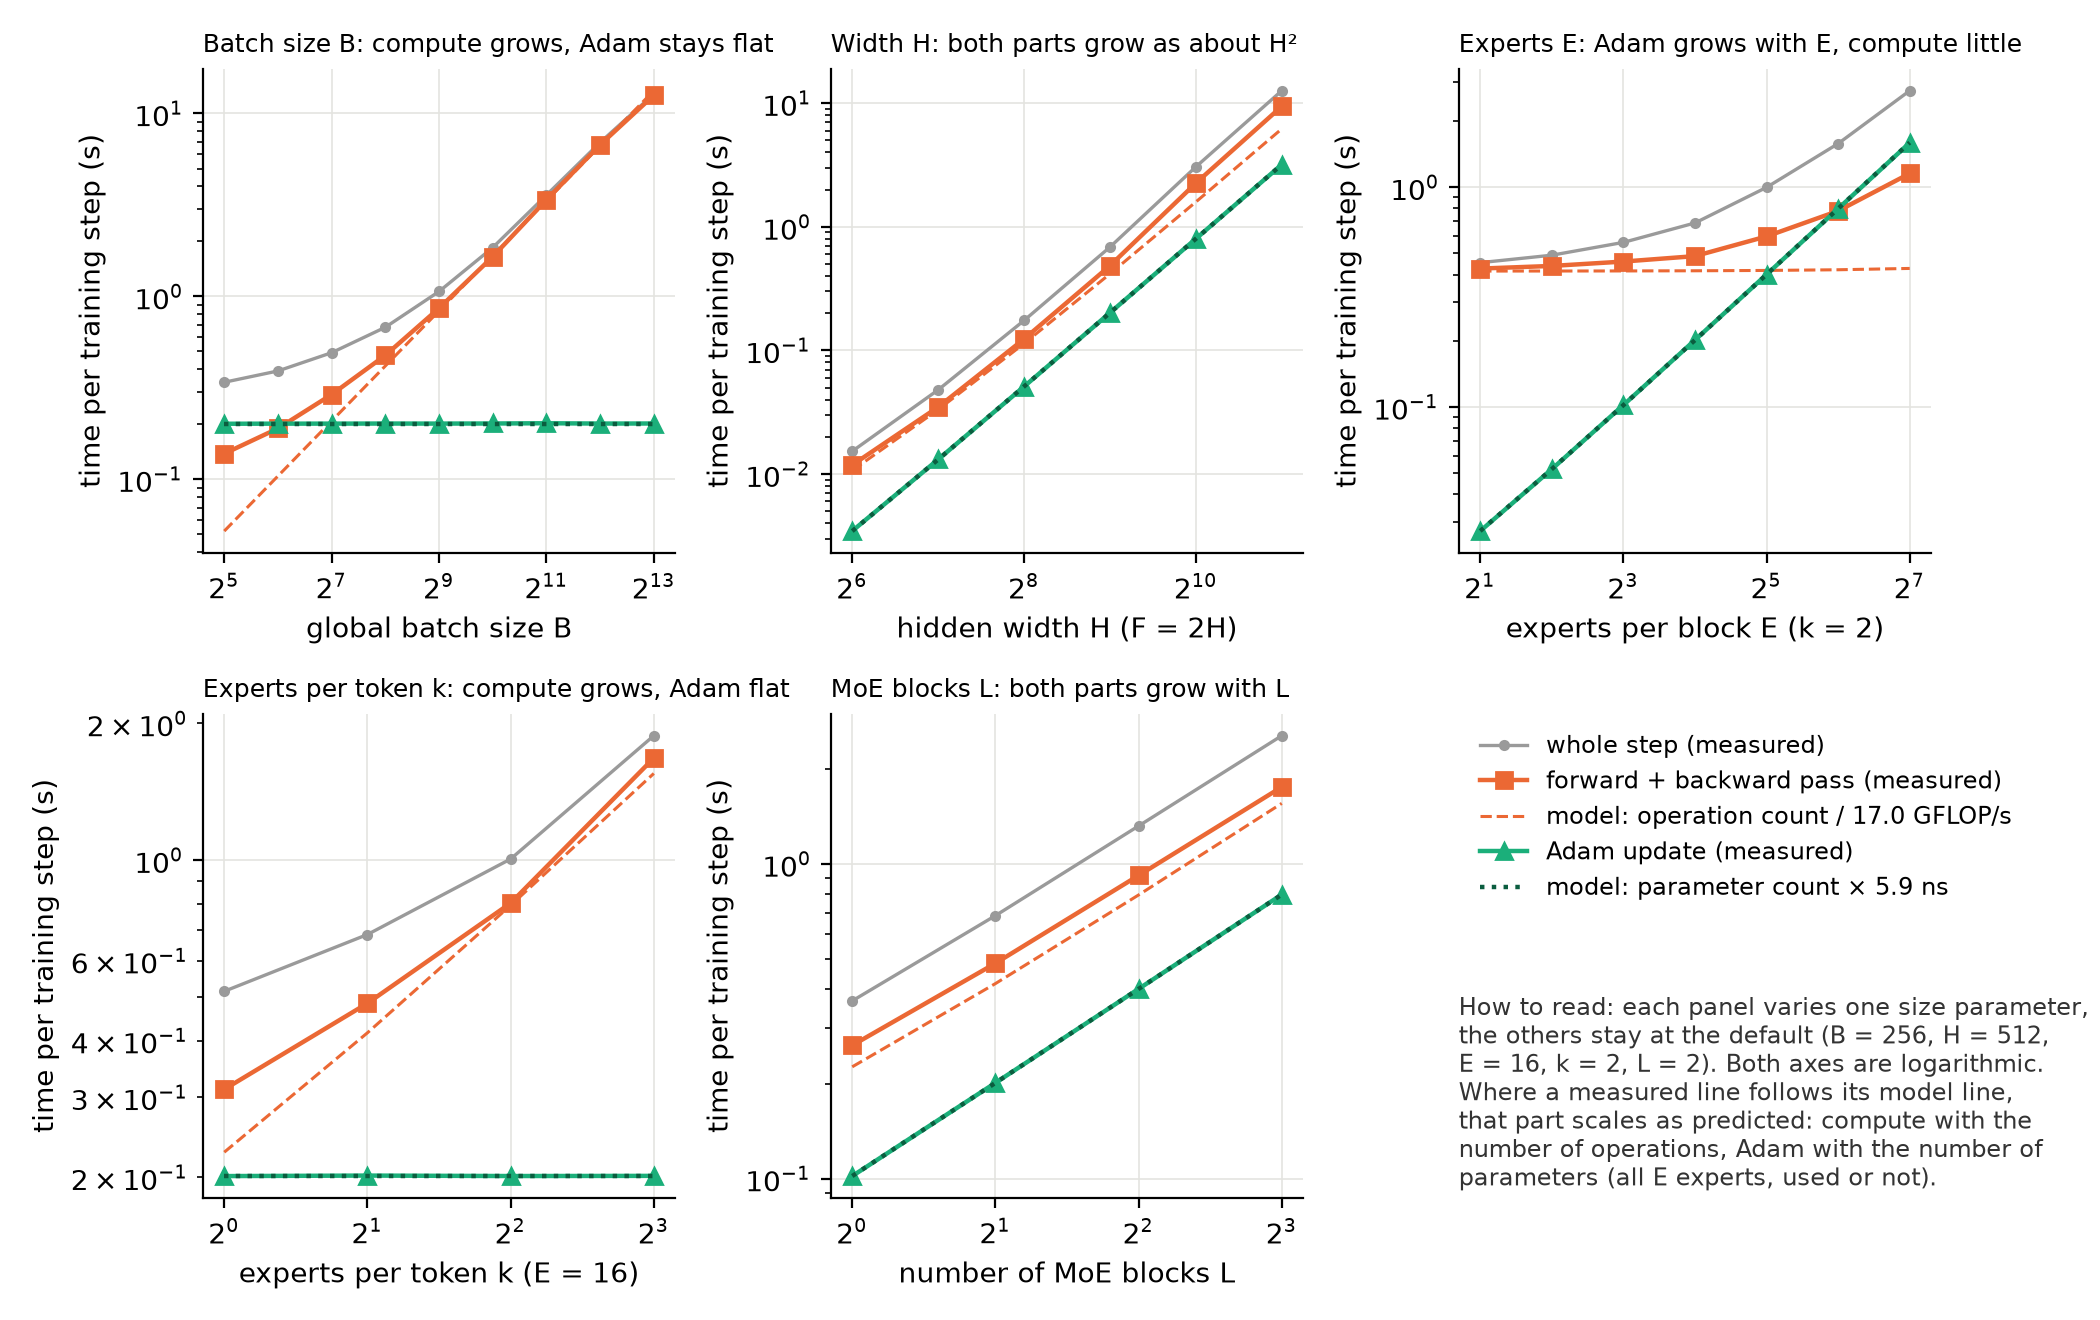 Batch size B: compute grows, Adam stays flat
time per training step (s)
10¹
10⁰
10⁻¹
2⁵ 2⁷ 2⁹ 2¹¹ 2¹³
global batch size B
Width H: both parts grow as about H²
time per training step (s)
10¹
10⁰
10⁻¹
10⁻²
2⁶ 2⁸ 2¹⁰
hidden width H (F = 2H)
Experts E: Adam grows with E, compute little
time per training step (s)
10⁰
10⁻¹
2¹ 2³ 2⁵ 2⁷
experts per block E (k = 2)
Experts per token k: compute grows, Adam flat
time per training step (s)
2 × 10⁰
10⁰
6 × 10⁻¹
4 × 10⁻¹
3 × 10⁻¹
2 × 10⁻¹
2⁰ 2¹ 2² 2³
experts per token k (E = 16)
MoE blocks L: both parts grow with L
time per training step (s)
10⁰
10⁻¹
2⁰ 2¹ 2² 2³
number of MoE blocks L
whole step (measured)
forward + backward pass (measured)
model: operation count / 17.0 GFLOP/s
Adam update (measured)
model: parameter count × 5.9 ns
How to read: each panel varies one size parameter,
the others stay at the default (B = 256, H = 512,
E = 16, k = 2, L = 2). Both axes are logarithmic.
Where a measured line follows its model line,
that part scales as predicted: compute with the
number of operations, Adam with the number of
parameters (all E experts, used or not).